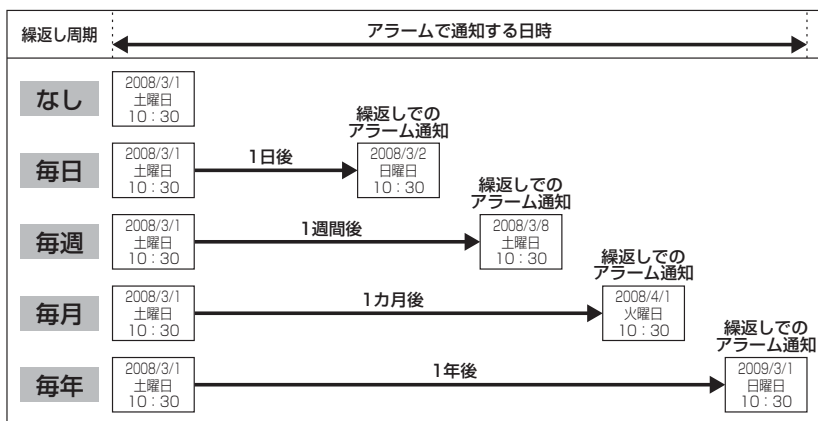 繰返し周期
アラームで通知する日時
なし
2008/3/1
土曜日
10：30
毎日
2008/3/1
土曜日
10：30
1日後
繰返しでの
アラーム通知
2008/3/2
日曜日
10：30
毎週
2008/3/1
土曜日
10：30
1週間後
繰返しでの
アラーム通知
2008/3/8
土曜日
10：30
毎月
2008/3/1
土曜日
10：30
1カ月後
繰返しでの
アラーム通知
2008/4/1
火曜日
10：30
毎年
2008/3/1
土曜日
10：30
1年後
繰返しでの
アラーム通知
2009/3/1
日曜日
10：30